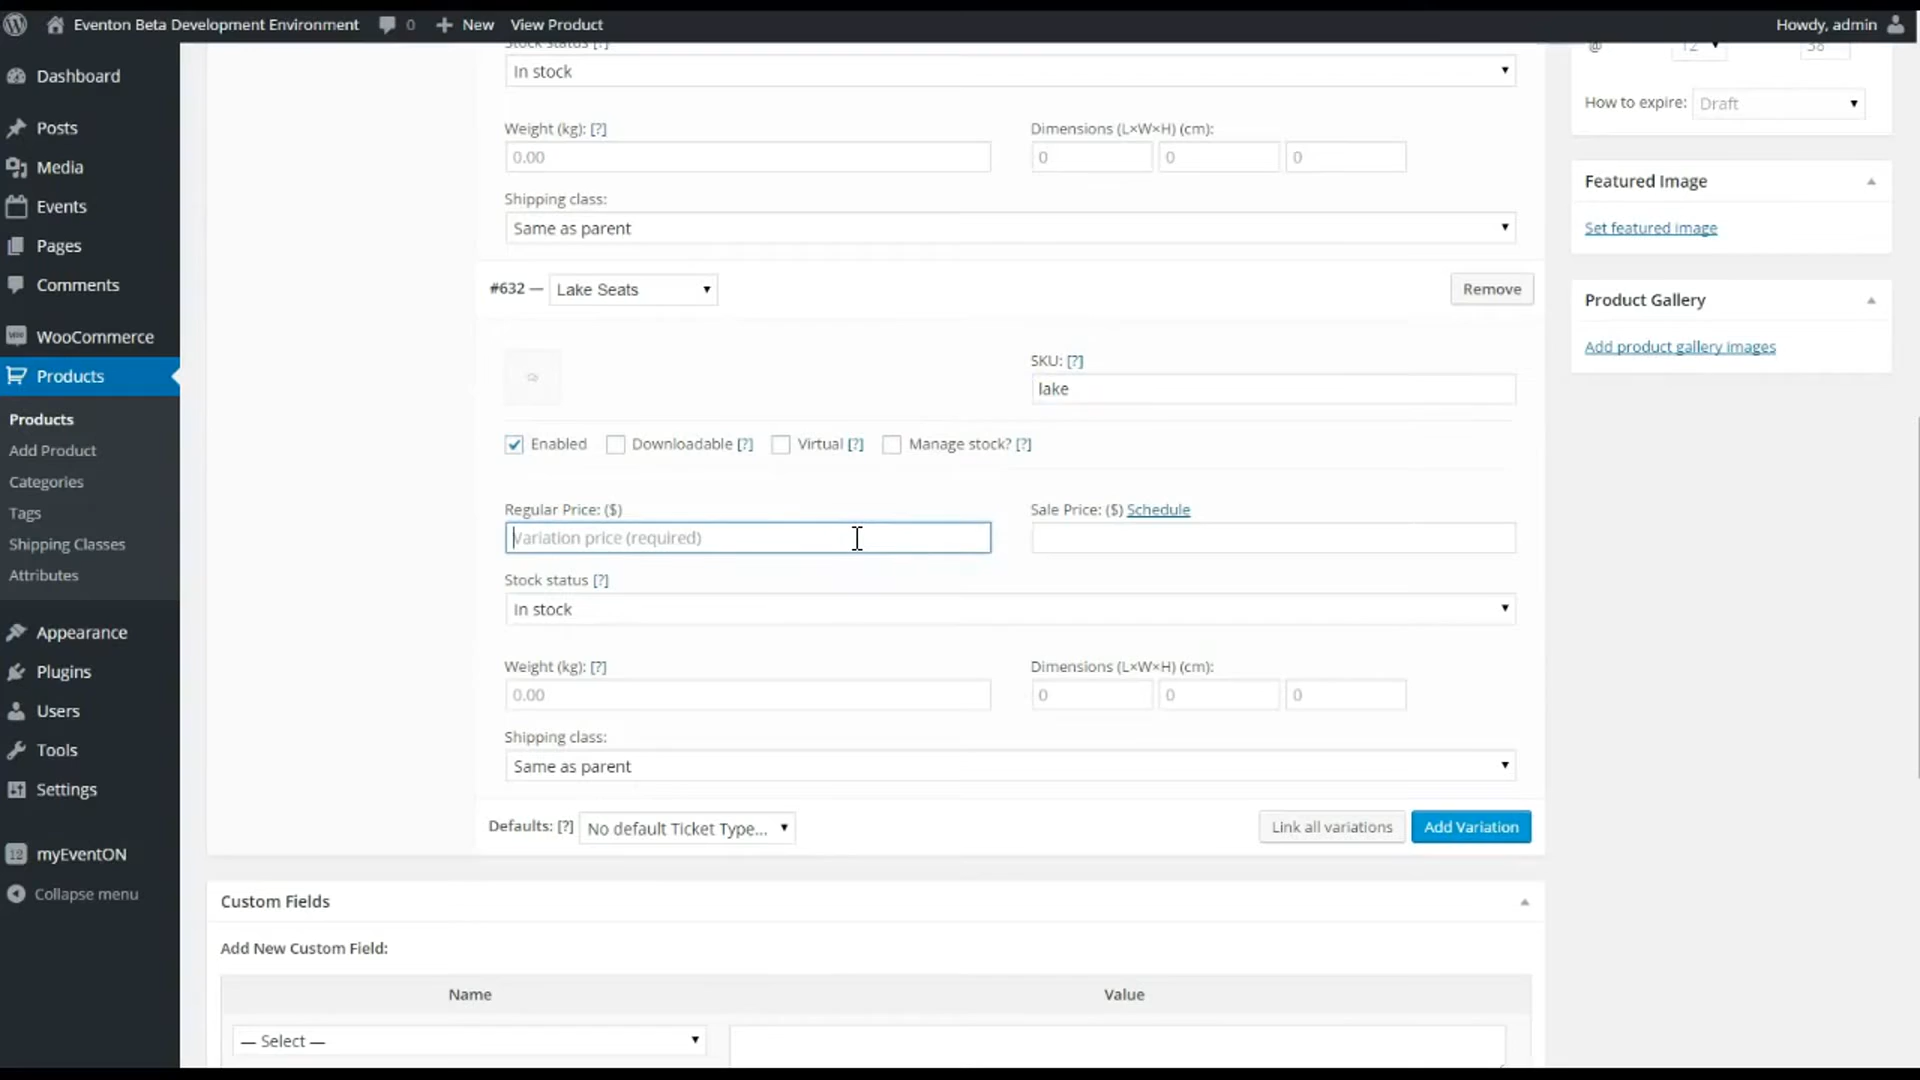 Eventon Beta Development Environment 0 New View Product Howdy, admin
Dashboard
Posts
Media
Events
Pages
Comments
WooCommerce
Products
Products
Add Product
Categories
Tags
Shipping Classes
Attributes
Appearance
Plugins
Users
Tools
Settings
myEventON
Collapse menu
Stock status [?]
In stock
Weight (kg): [?] Dimensions (L×W×H) (cm):
0.00 0 0 0
Shipping class:
Same as parent
#632 — Lake Seats Remove
SKU: [?]
lake
Enabled Downloadable [?] Virtual [?] Manage stock? [?]
Regular Price: ($) Sale Price: ($) Schedule
Variation price (required)
Stock status [?]
In stock
Weight (kg): [?] Dimensions (L×W×H) (cm):
0.00 0 0 0
Shipping class:
Same as parent
Defaults: [?] No default Ticket Type... Link all variations Add Variation
Custom Fields
Add New Custom Field:
Name Value
— Select —
@ 12 38
How to expire: Draft
Featured Image
Set featured image
Product Gallery
Add product gallery images